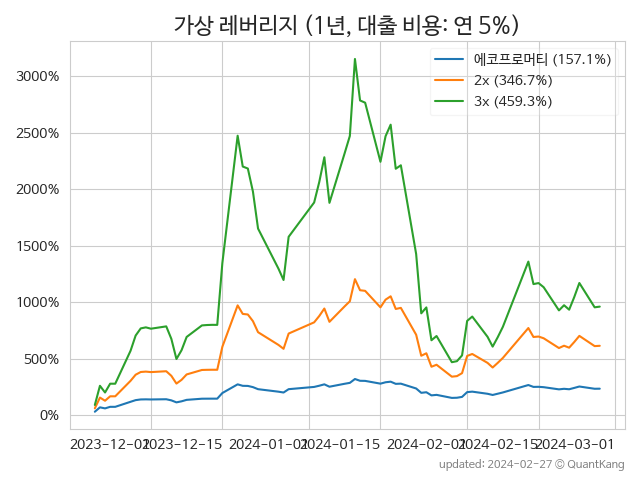 가상 레버리지 (1년, 대출 비용: 연 5%)
에코프로머티 (157.1%)
2x (346.7%)
3x (459.3%)
3000%
2500%
2000%
1500%
1000%
500%
0%
2023-12-01 2023-12-15 2024-01-01 2024-01-15 2024-02-01 2024-02-15 2024-03-01
updated: 2024-02-27 © QuantKang